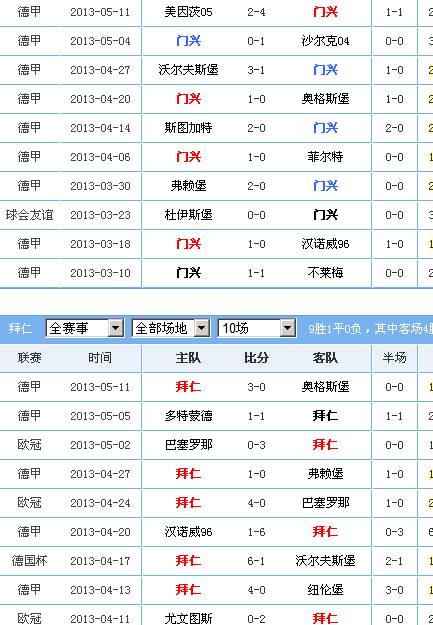 德甲 2013-05-11 美因茨05 2-4 门兴 1-1
德甲 2013-05-04 门兴 0-1 沙尔克04 0-0
德甲 2013-04-27 沃尔夫斯堡 3-1 门兴 1-0
德甲 2013-04-20 门兴 1-0 奥格斯堡 1-0
德甲 2013-04-14 斯图加特 2-0 门兴 2-0
德甲 2013-04-06 门兴 1-0 菲尔特 0-0
德甲 2013-03-30 弗赖堡 2-0 门兴 0-0
球会友谊 2013-03-23 杜伊斯堡 0-0 门兴 0-0
德甲 2013-03-18 门兴 1-0 汉诺威96 1-0
德甲 2013-03-10 门兴 1-1 不莱梅 0-0
拜仁 全赛事 全部场地 10场 9胜1平0负，其中客场4
联赛 时间 主队 比分 客队 半场
德甲 2013-05-11 拜仁 3-0 奥格斯堡 0-0
德甲 2013-05-05 多特蒙德 1-1 拜仁 1-1
欧冠 2013-05-02 巴塞罗那 0-3 拜仁 0-0
德甲 2013-04-27 拜仁 1-0 弗赖堡 1-0
欧冠 2013-04-24 拜仁 4-0 巴塞罗那 1-0
德甲 2013-04-20 汉诺威96 1-6 拜仁 0-3
德国杯 2013-04-17 拜仁 6-1 沃尔夫斯堡 2-1
德甲 2013-04-13 拜仁 4-0 纽伦堡 3-0
欧冠 2013-04-11 尤文图斯 0-2 拜仁 0-0